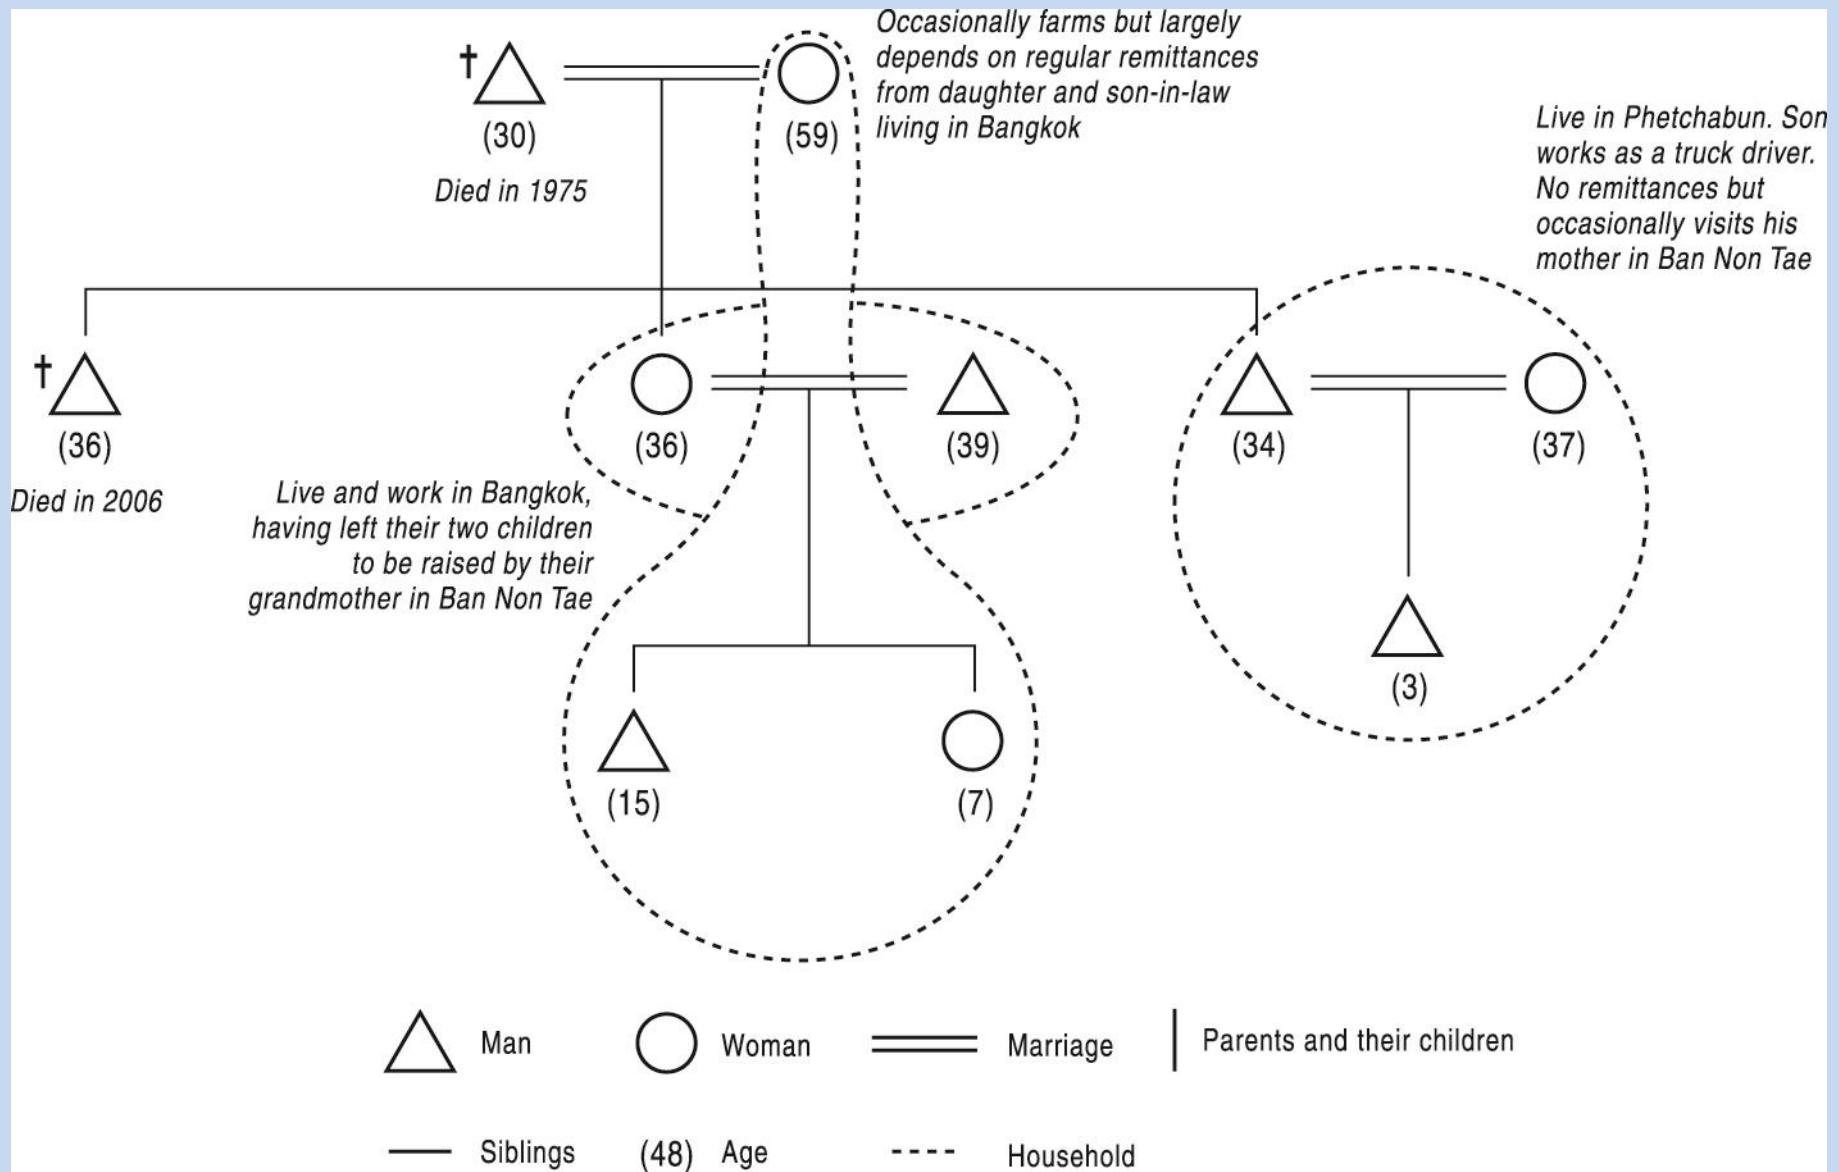 Occasionally farms but largely
depends on regular remittances
from daughter and son-in-law
living in Bangkok
†
(30)
(59)
Died in 1975
Live in Phetchabun. Son
works as a truck driver.
No remittances but
occasionally visits his
mother in Ban Non Tae
†
(36)
(36)
(39)
(34)
(37)
Died in 2006
Live and work in Bangkok,
having left their two children
to be raised by their
grandmother in Ban Non Tae
(3)
(15)
(7)
Man
Woman
Marriage
Parents and their children
Siblings
(48) Age
Household